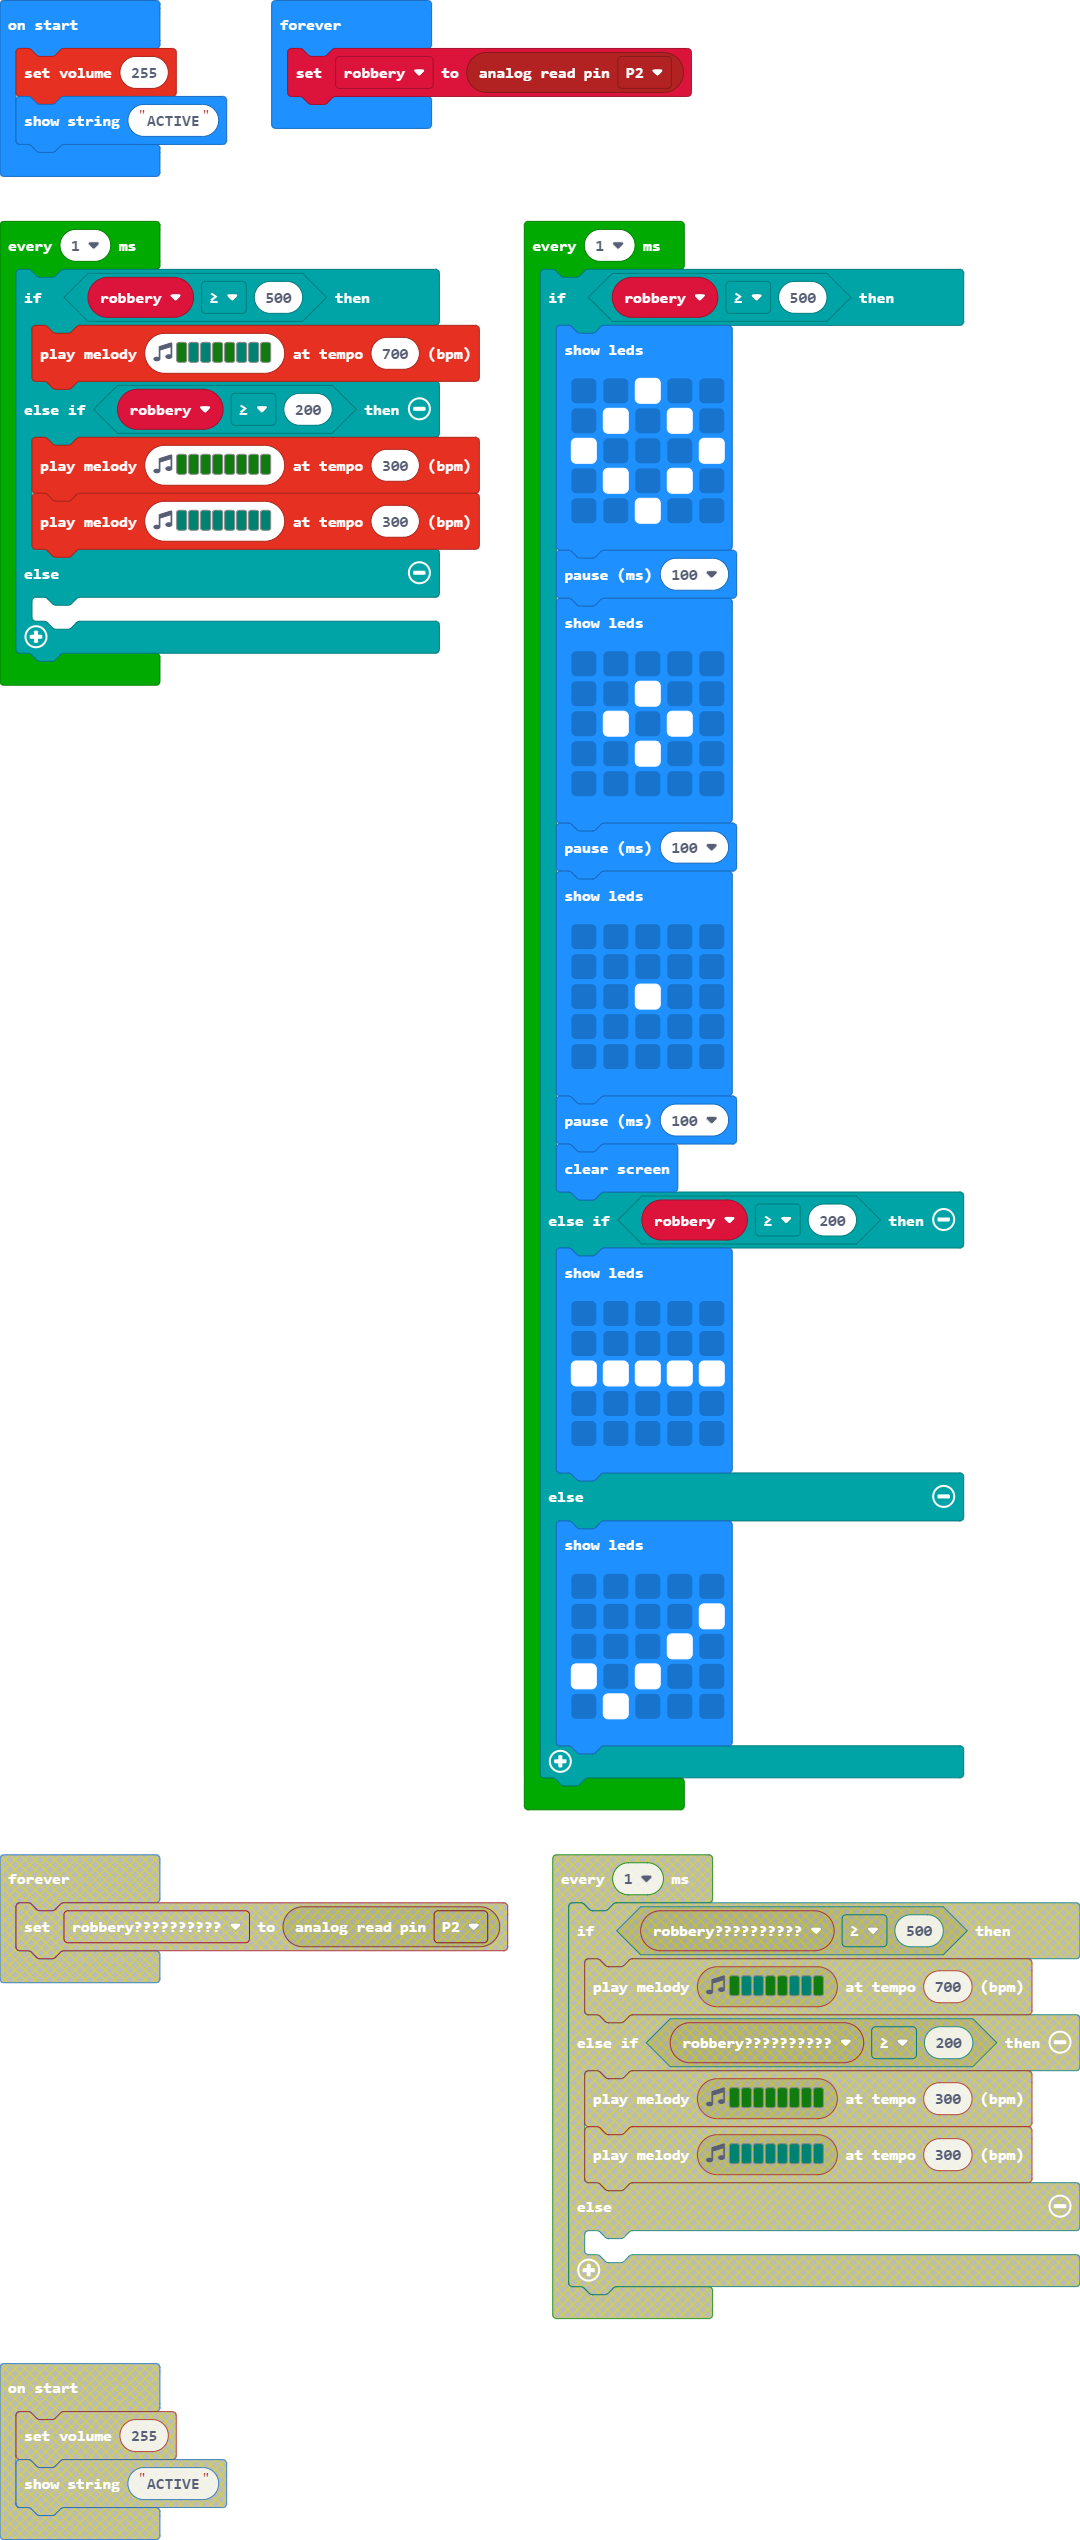 on start
set volume 255
show string "ACTIVE"
forever
set robbery to analog read pin P2
every 1 ms
if robbery ≥ 500 then
play melody at tempo 700 (bpm)
else if robbery ≥ 200 then
play melody at tempo 300 (bpm)
play melody at tempo 300 (bpm)
else
every 1 ms
if robbery ≥ 500 then
show leds
pause (ms) 100
show leds
pause (ms) 100
show leds
pause (ms) 100
clear screen
else if robbery ≥ 200 then
show leds
else
show leds
forever
set robbery?????????? to analog read pin P2
every 1 ms
if robbery?????????? ≥ 500 then
play melody at tempo 700 (bpm)
else if robbery?????????? ≥ 200 then
play melody at tempo 300 (bpm)
play melody at tempo 300 (bpm)
else
on start
set volume 255
show string "ACTIVE"